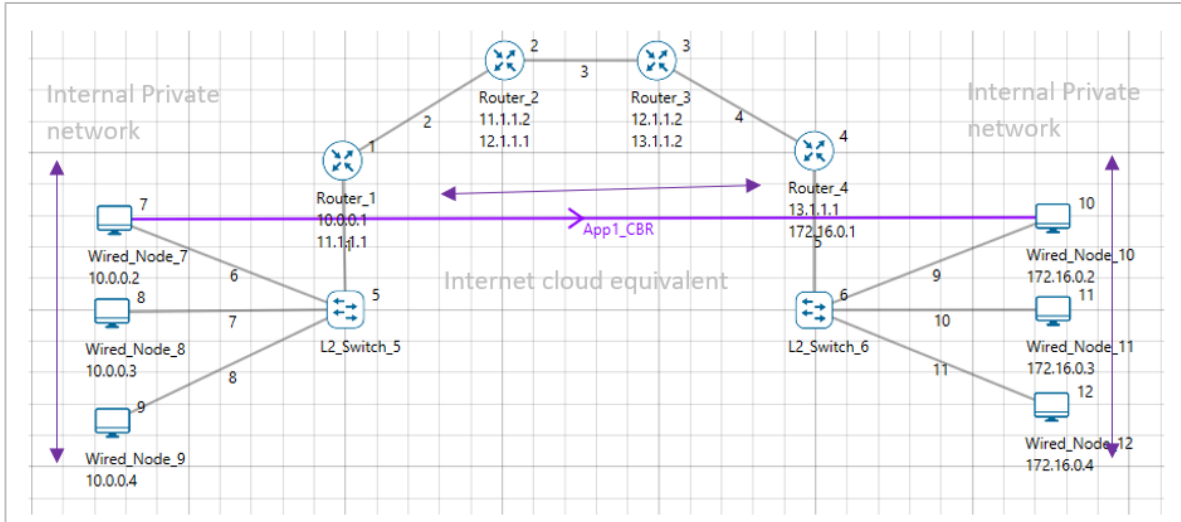 Internal Private
network
Internal Private
network
2
3
3
Router_2
11.1.1.2
12.1.1.1
Router_3
12.1.1.2
13.1.1.2
2
4
1
4
Router_1
10.0.0.1
11.1.1.1
1
Router_4
13.1.1.1
172.16.0.1
5
7
Wired_Node_7
10.0.0.2
App1_CBR
10
Wired_Node_10
172.16.0.2
6
9
Internet cloud equivalent
8
Wired_Node_8
10.0.0.3
7
5
L2_Switch_5
6
L2_Switch_6
10
11
Wired_Node_11
172.16.0.3
8
11
9
Wired_Node_9
10.0.0.4
12
Wired_Node_12
172.16.0.4